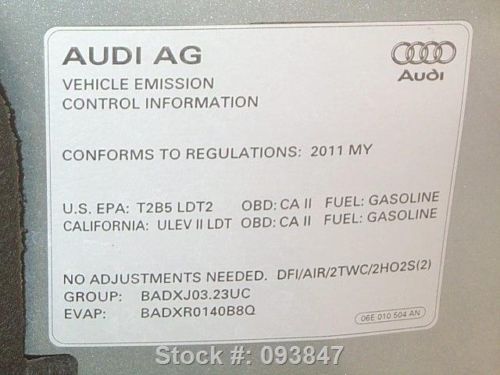 AUDI AG
Audi
VEHICLE EMISSION
CONTROL INFORMATION
CONFORMS TO REGULATIONS: 2011 MY
U.S. EPA: T2B5 LDT2 OBD: CA II FUEL: GASOLINE
CALIFORNIA: ULEV II LDT OBD: CA II FUEL: GASOLINE
NO ADJUSTMENTS NEEDED. DFI/AIR/2TWC/2HO2S(2)
GROUP: BADXJ03.23UC
EVAP: BADXR0140B8Q
06E 010 504 AN
Stock #: 093847